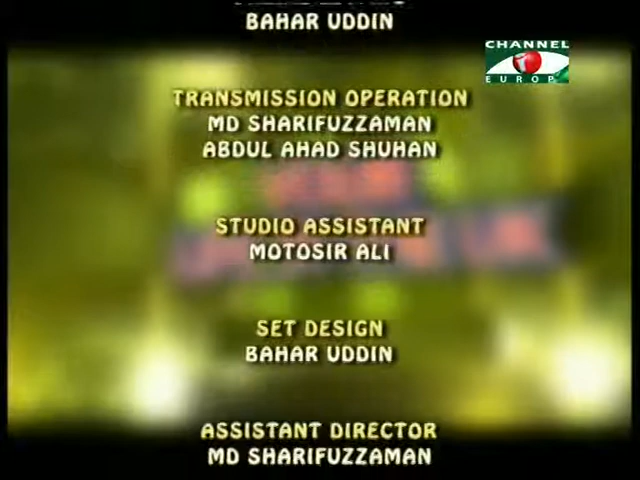 BAHAR UDDIN
CHANNEL
i
EUROPE
TRANSMISSION OPERATION
MD SHARIFUZZAMAN
ABDUL AHAD SHUHAN
STUDIO ASSISTANT
MOTOSIR ALI
SET DESIGN
BAHAR UDDIN
ASSISTANT DIRECTOR
MD SHARIFUZZAMAN